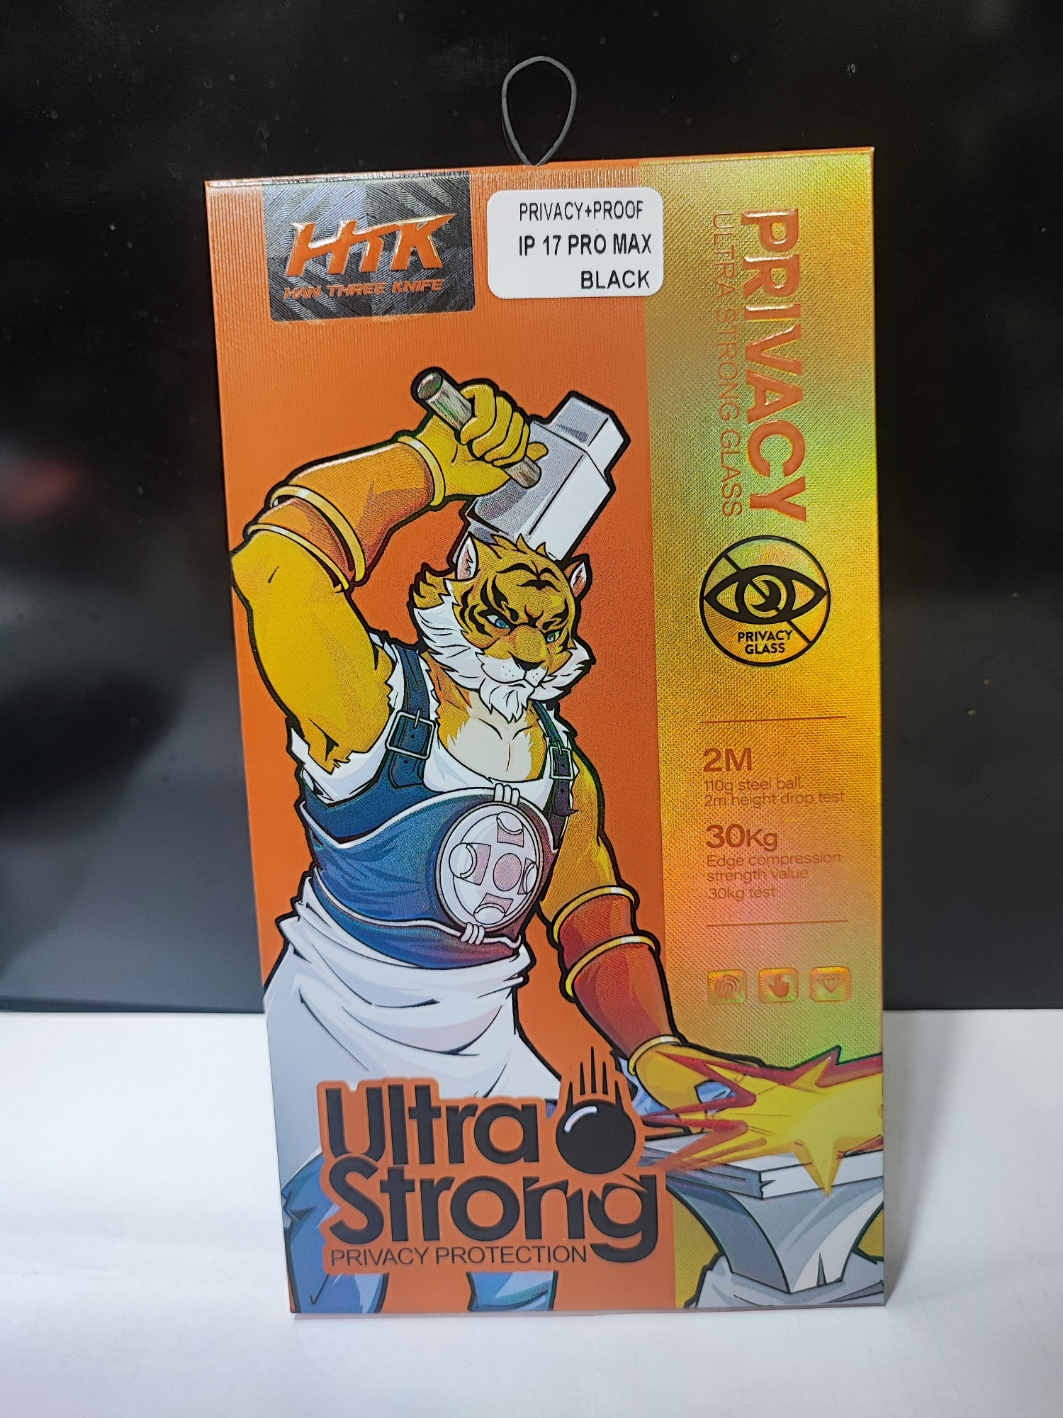 HTK
HAN THREE KNIFE
PRIVACY+PROOF
IP 17 PRO MAX
BLACK
PRIVACY
ULTRA STRONG GLASS
PRIVACY
GLASS
2M
110g steel ball.
2m height drop test
30Kg
Edge compression
strength value
30kg test
Ultra
Strong
PRIVACY PROTECTION